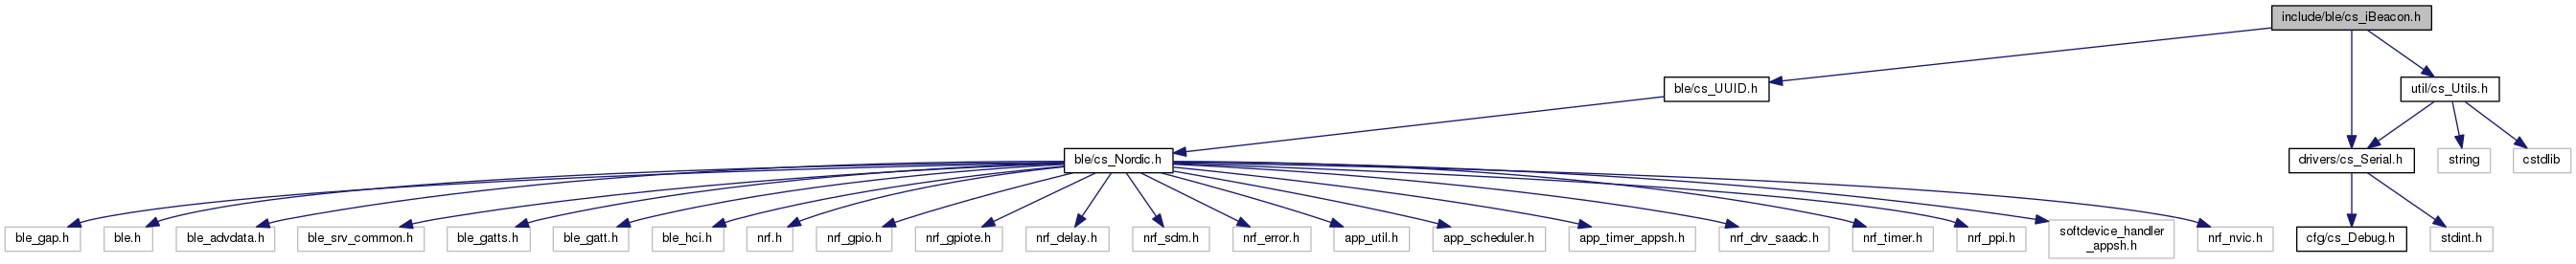 include/ble/cs_iBeacon.h
ble/cs_UUID.h
util/cs_Utils.h
ble/cs_Nordic.h
drivers/cs_Serial.h
string
cstdlib
ble_gap.h
ble.h
ble_advdata.h
ble_srv_common.h
ble_gatts.h
ble_gatt.h
ble_hci.h
nrf.h
nrf_gpio.h
nrf_gpiote.h
nrf_delay.h
nrf_sdm.h
nrf_error.h
app_util.h
app_scheduler.h
app_timer_appsh.h
nrf_drv_saadc.h
nrf_timer.h
nrf_ppi.h
softdevice_handler
_appsh.h
nrf_nvic.h
cfg/cs_Debug.h
stdint.h